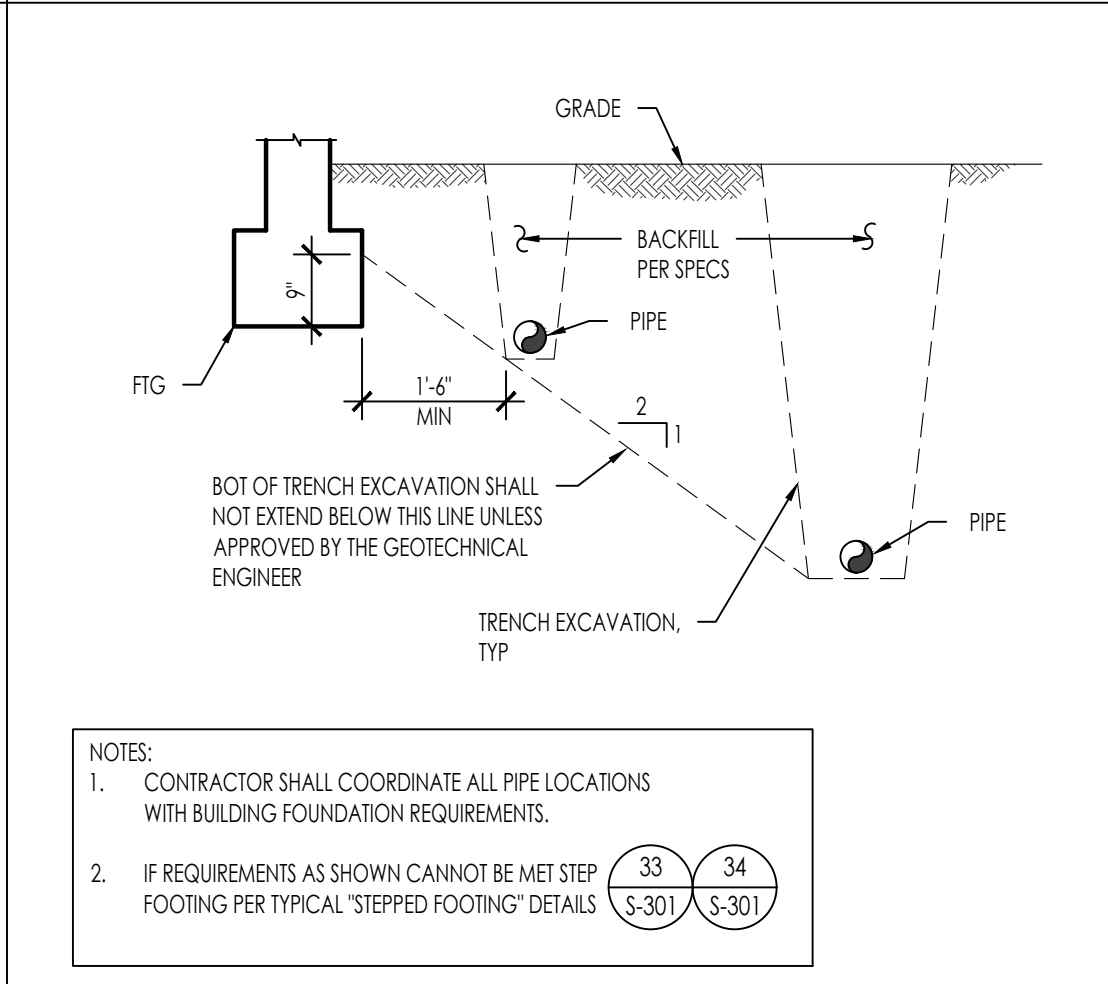 GRADE
BACKFILL
PER SPECS
9"
PIPE
FTG
1'-6"
MIN
2
1
BOT OF TRENCH EXCAVATION SHALL
NOT EXTEND BELOW THIS LINE UNLESS
APPROVED BY THE GEOTECHNICAL
ENGINEER
PIPE
TRENCH EXCAVATION,
TYP
NOTES:
1. CONTRACTOR SHALL COORDINATE ALL PIPE LOCATIONS
WITH BUILDING FOUNDATION REQUIREMENTS.
2. IF REQUIREMENTS AS SHOWN CANNOT BE MET STEP
FOOTING PER TYPICAL "STEPPED FOOTING" DETAILS
33
S-301
34
S-301